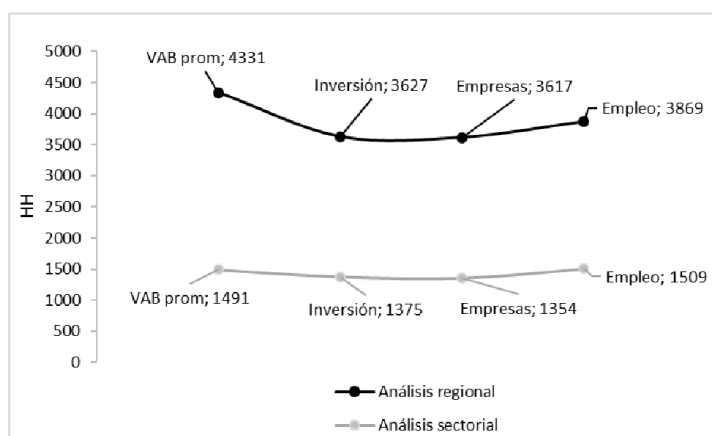 5000
4500
4000
3500
3000
2500
2000
1500
1000
500
0
HH
VAB prom; 4331
Inversión; 3627
Empresas; 3617
Empleo; 3869
VAB prom; 1491
Inversión; 1375
Empresas; 1354
Empleo; 1509
Análisis regional
Análisis sectorial